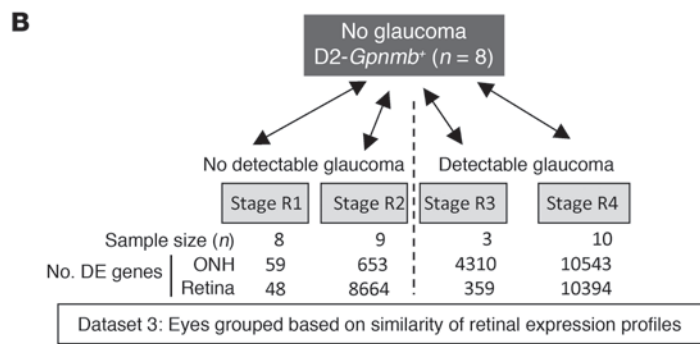 B
No glaucoma
D2-Gpnmb+ (n = 8)
No detectable glaucoma Detectable glaucoma
Stage R1 Stage R2 Stage R3 Stage R4
Sample size (n) 8 9 3 10
No. DE genes
ONH 59 653 4310 10543
Retina 48 8664 359 10394
Dataset 3: Eyes grouped based on similarity of retinal expression profiles